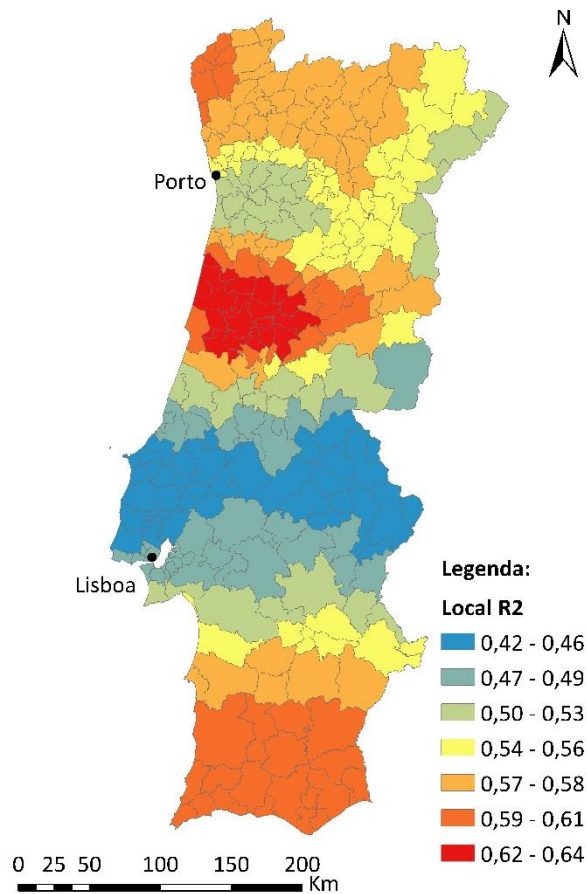 N
Porto
Lisboa
Legenda:
Local R2
0,42 - 0,46
0,47 - 0,49
0,50 - 0,53
0,54 - 0,56
0,57 - 0,58
0,59 - 0,61
0,62 - 0,64
0 25 50 100 150 200
Km